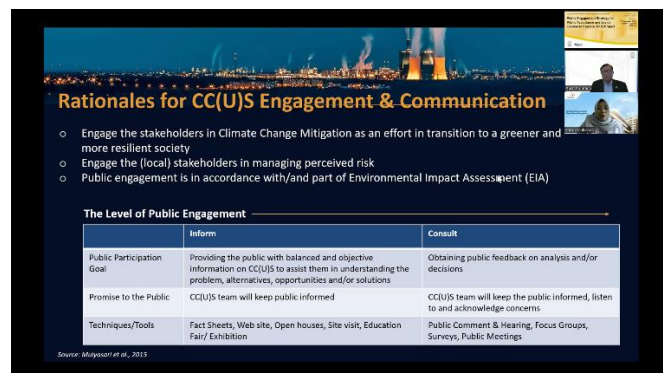 Rationales for CC(U)S Engagement & Communication
Engage the stakeholders in Climate Change Mitigation as an effort in transition to a greener and
more resilient society
Engage the (local) stakeholders in managing perceived risk
Public engagement is in accordance with/and part of Environmental Impact Assessment (EIA)
The Level of Public Engagement
Inform
Consult
Public Participation
Goal
Providing the public with balanced and objective
information on CC(U)S to assist them in understanding the
problem, alternatives, opportunities and/or solutions
Obtaining public feedback on analysis and/or
decisions
Promise to the Public
CC(U)S team will keep public informed
CC(U)S team will keep the public informed, listen
to and acknowledge concerns
Techniques/Tools
Fact Sheets, Web site, Open houses, Site visit, Education
Fair/ Exhibition
Public Comment & Hearing, Focus Groups,
Surveys, Public Meetings
Source: Mulyasari et al., 2015